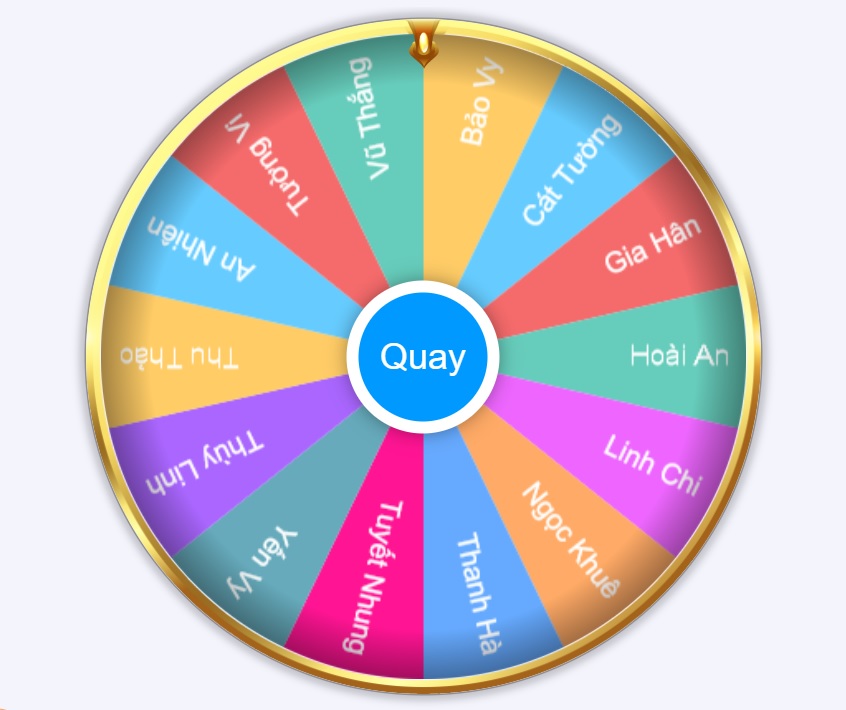 Bảo Vy
Cát Tường
Gia Hân
Hoài An
Linh Chi
Ngọc Khuê
Thanh Hà
Tuyết Nhung
Yến Vy
Thùy Linh
Thu Thảo
An Nhiên
Tường Vi
Vũ Thắng
Quay